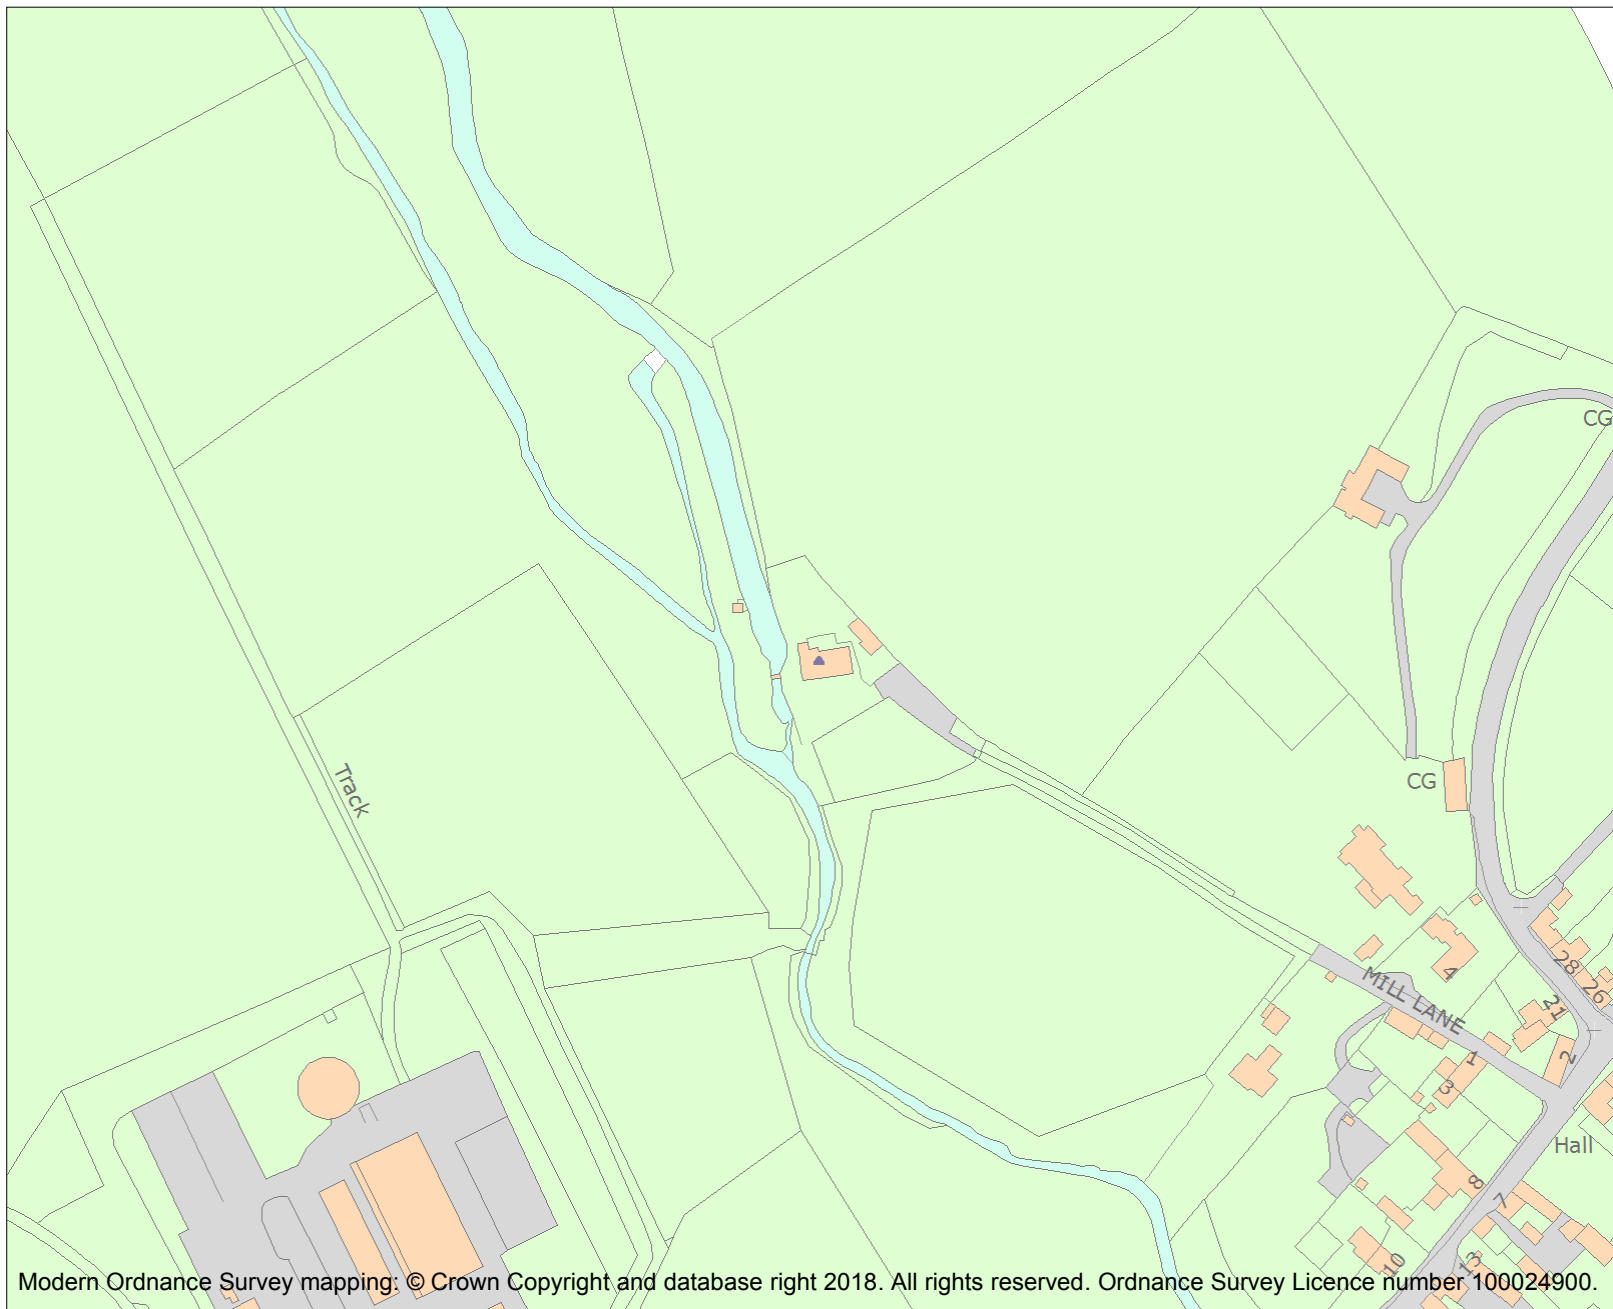 CG
Track
CG
28
MILL LANE
4
26
21
2
1
3
Hall
8
7
10
13
Modern Ordnance Survey mapping: © Crown Copyright and database right 2018. All rights reserved. Ordnance Survey Licence number 100024900.